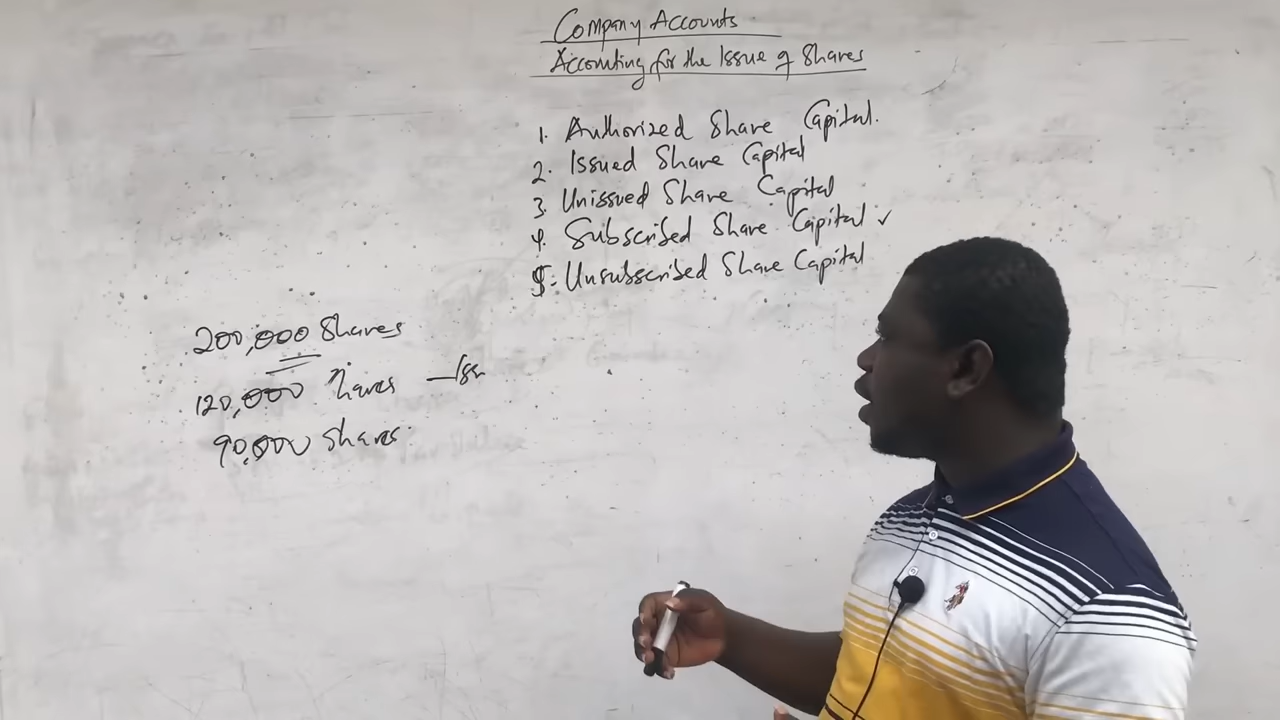 Company Accounts
Accounting for the Issue of Shares
1. Authorized Share Capital.
2. Issued Share Capital
3. Unissued Share Capital
4. Subscribed Share Capital ✓
5. Unsubscribed Share Capital
200,000 Shares
120,000 Shares — Iss
90,000 Shares